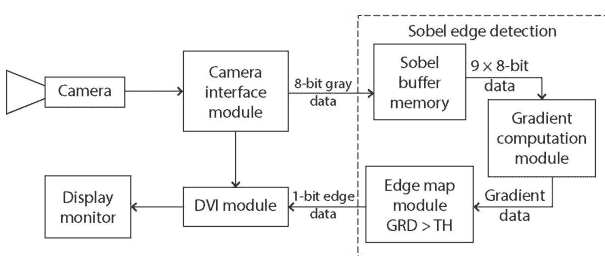 Sobel edge detection
Camera
Camera
interface
module
8-bit gray
data
Sobel
buffer
memory
9 × 8-bit
data
Gradient
computation
module
Display
monitor
DVI module
1-bit edge
data
Edge map
module
GRD > TH
Gradient
data